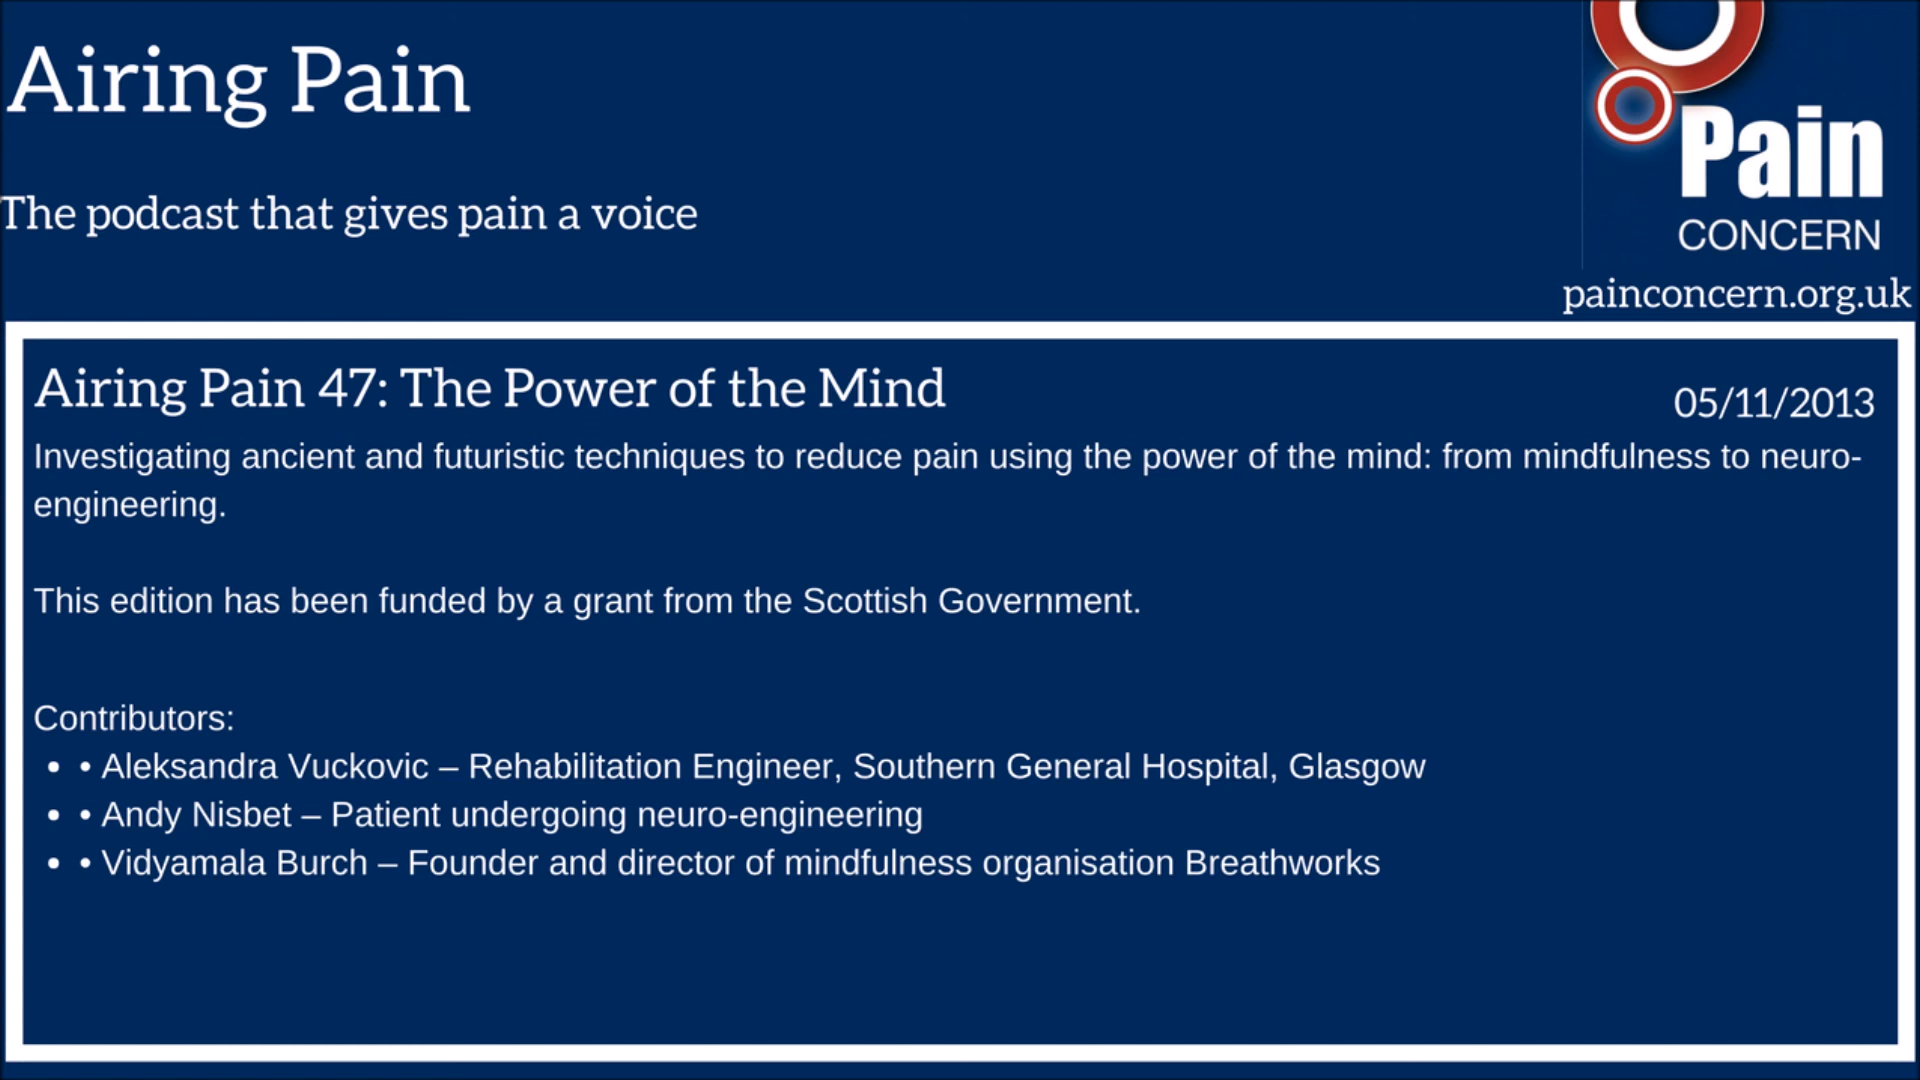 Airing Pain
The podcast that gives pain a voice
Pain
CONCERN
painconcern.org.uk
Airing Pain 47: The Power of the Mind
05/11/2013
Investigating ancient and futuristic techniques to reduce pain using the power of the mind: from mindfulness to neuro-
engineering.
This edition has been funded by a grant from the Scottish Government.
Contributors:
• • Aleksandra Vuckovic – Rehabilitation Engineer, Southern General Hospital, Glasgow
• • Andy Nisbet – Patient undergoing neuro-engineering
• • Vidyamala Burch – Founder and director of mindfulness organisation Breathworks